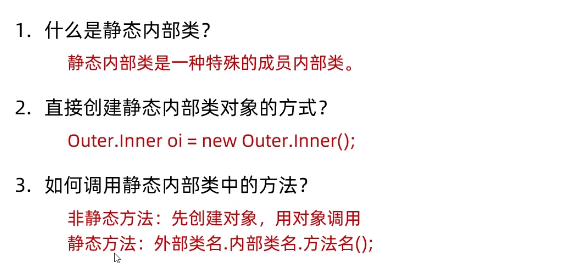 1. 什么是静态内部类？
静态内部类是一种特殊的成员内部类。
2. 直接创建静态内部类对象的方式？
Outer.Inner oi = new Outer.Inner();
3. 如何调用静态内部类中的方法？
非静态方法：先创建对象，用对象调用
静态方法：外部类名.内部类名.方法名();